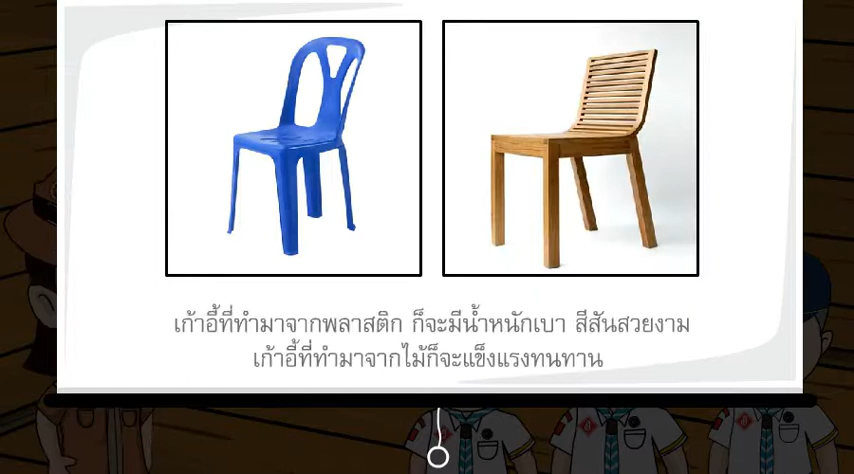 เก้าอี้ที่ทำมาจากพลาสติก ก็จะมีน้ำหนักเบา สีสันสวยงาม
เก้าอี้ที่ทำมาจากไม้ก็จะแข็งแรงทนทาน